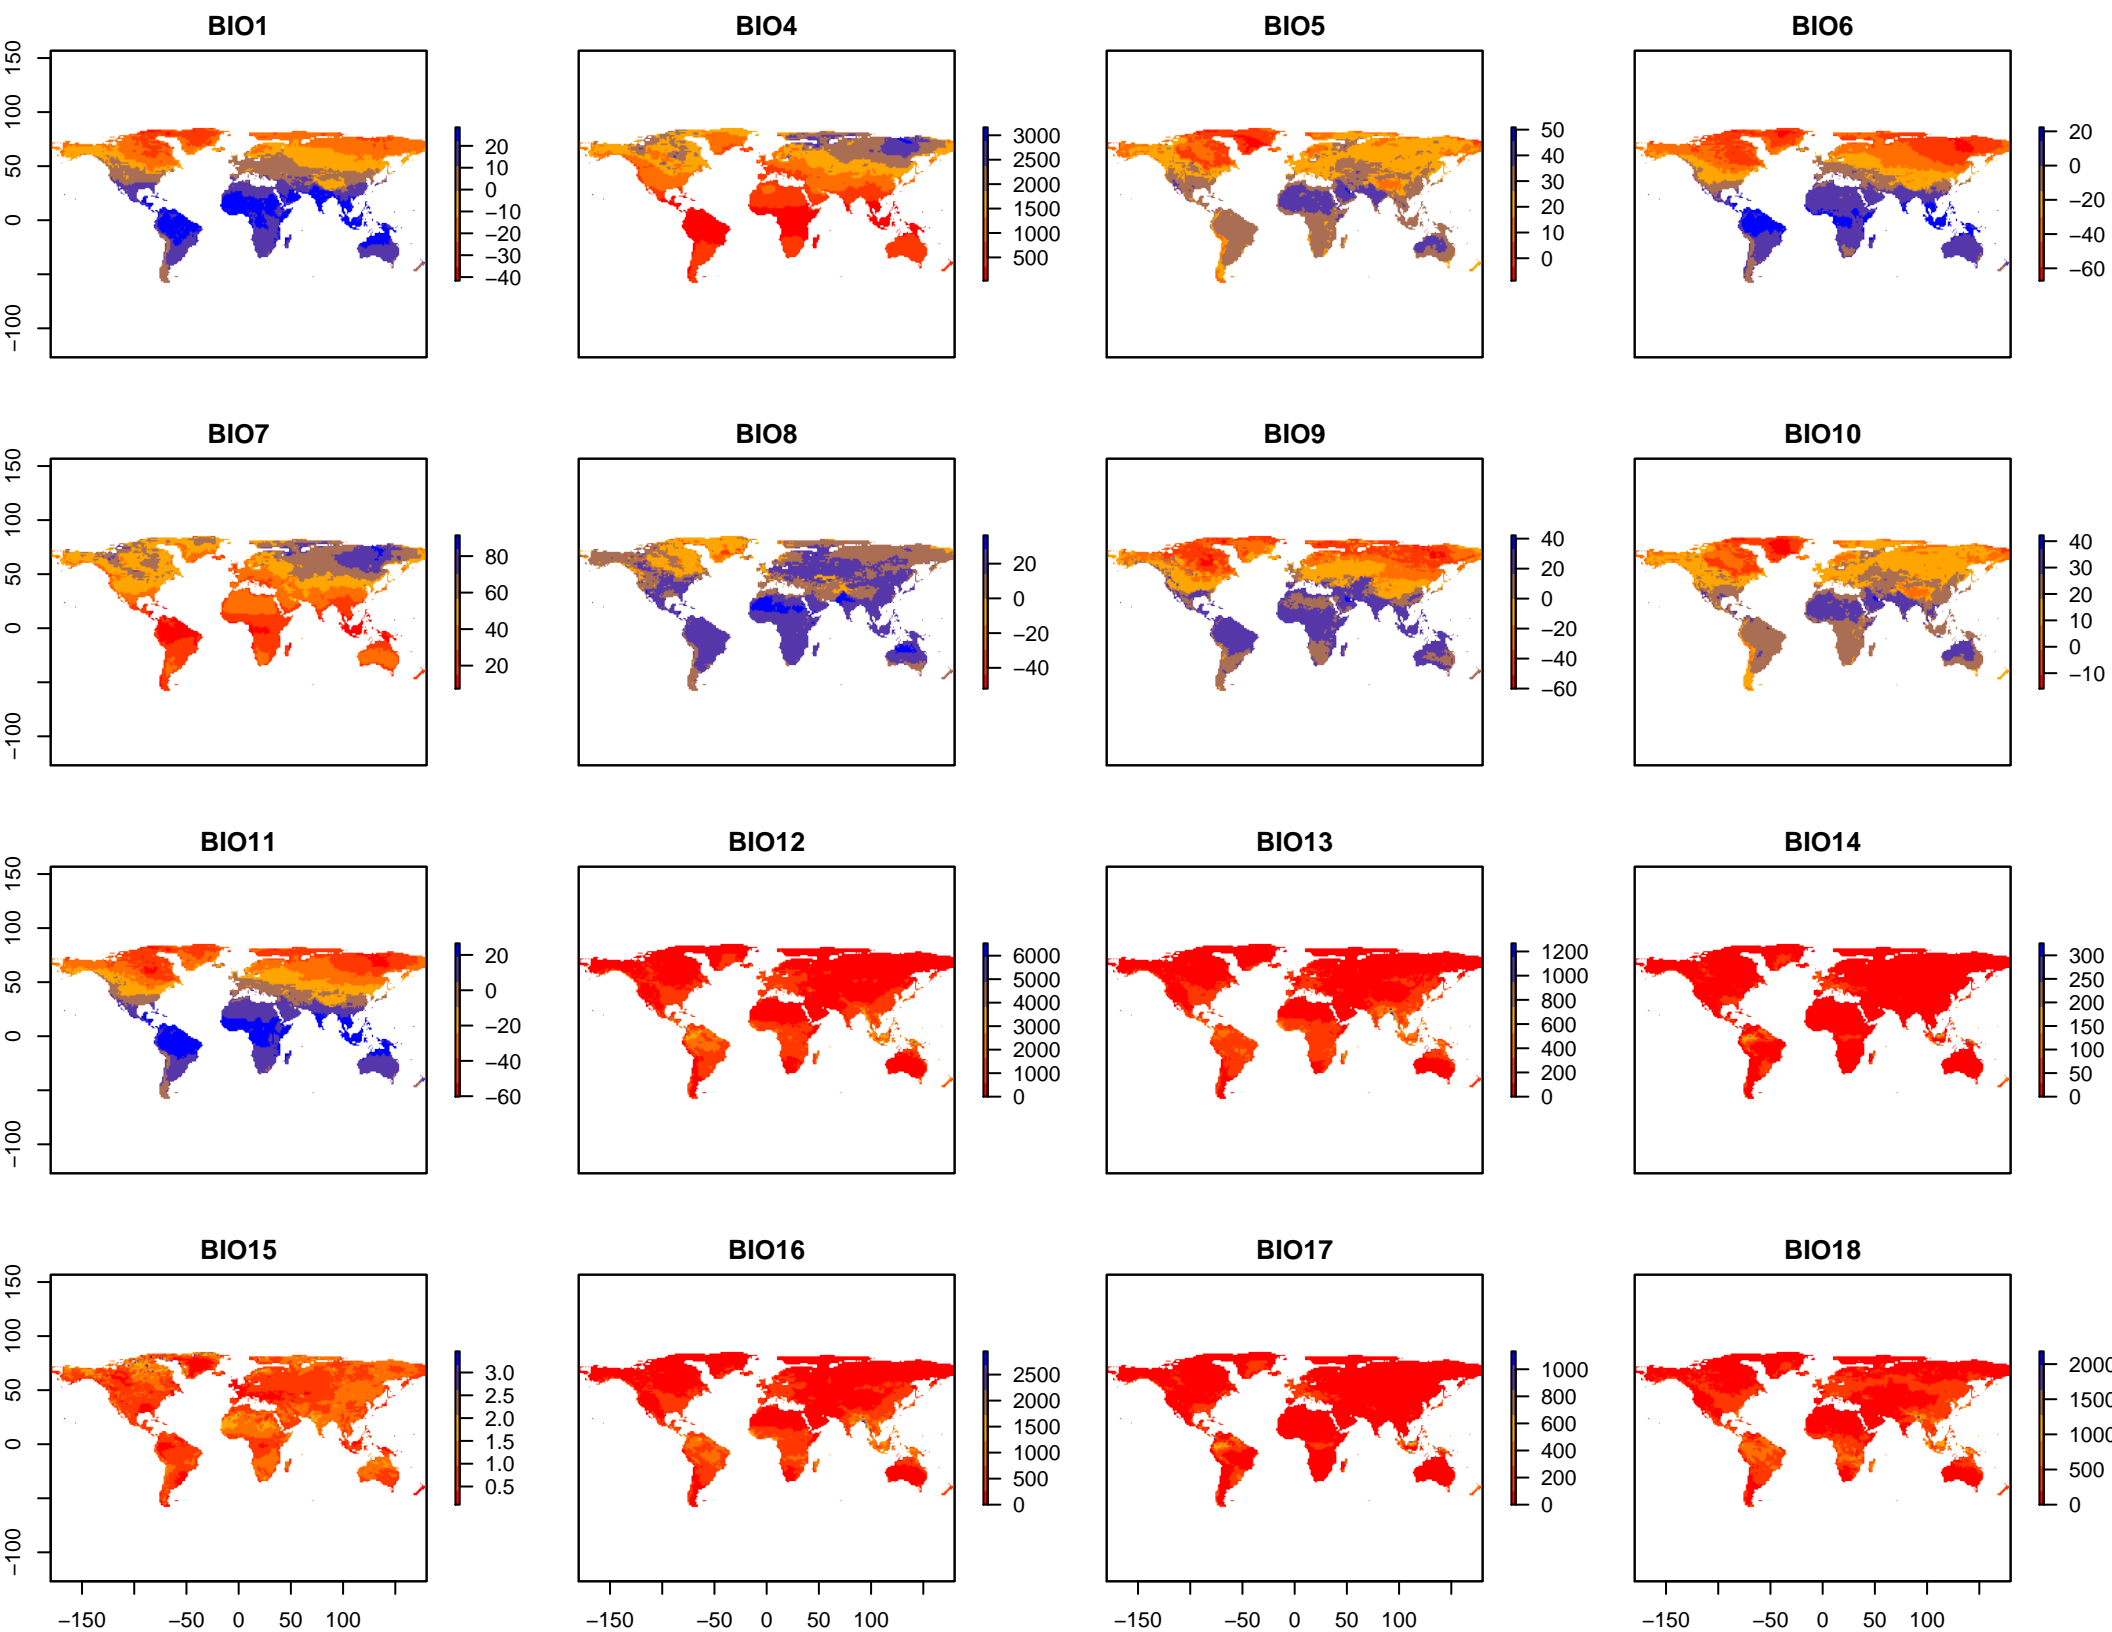 BIO1 BIO4 BIO5 BIO6
150 100 50 0 −100
20 10 0 −10 −20 −30 −40
3000 2500 2000 1500 1000 500
50 40 30 20 10 0
20 0 −20 −40 −60
BIO7 BIO8 BIO9 BIO10
150 100 50 0 −100
80 60 40 20
20 0 −20 −40
40 20 0 −20 −40 −60
40 30 20 10 0 −10
BIO11 BIO12 BIO13 BIO14
150 100 50 0 −100
20 0 −20 −40 −60
6000 5000 4000 3000 2000 1000 0
1200 1000 800 600 400 200 0
300 250 200 150 100 50 0
BIO15 BIO16 BIO17 BIO18
150 100 50 0 −100
3.0 2.5 2.0 1.5 1.0 0.5
2500 2000 1500 1000 500 0
1000 800 600 400 200 0
2000 1500 1000 500 0
−150 −50 0 50 100 −150 −50 0 50 100 −150 −50 0 50 100 −150 −50 0 50 100